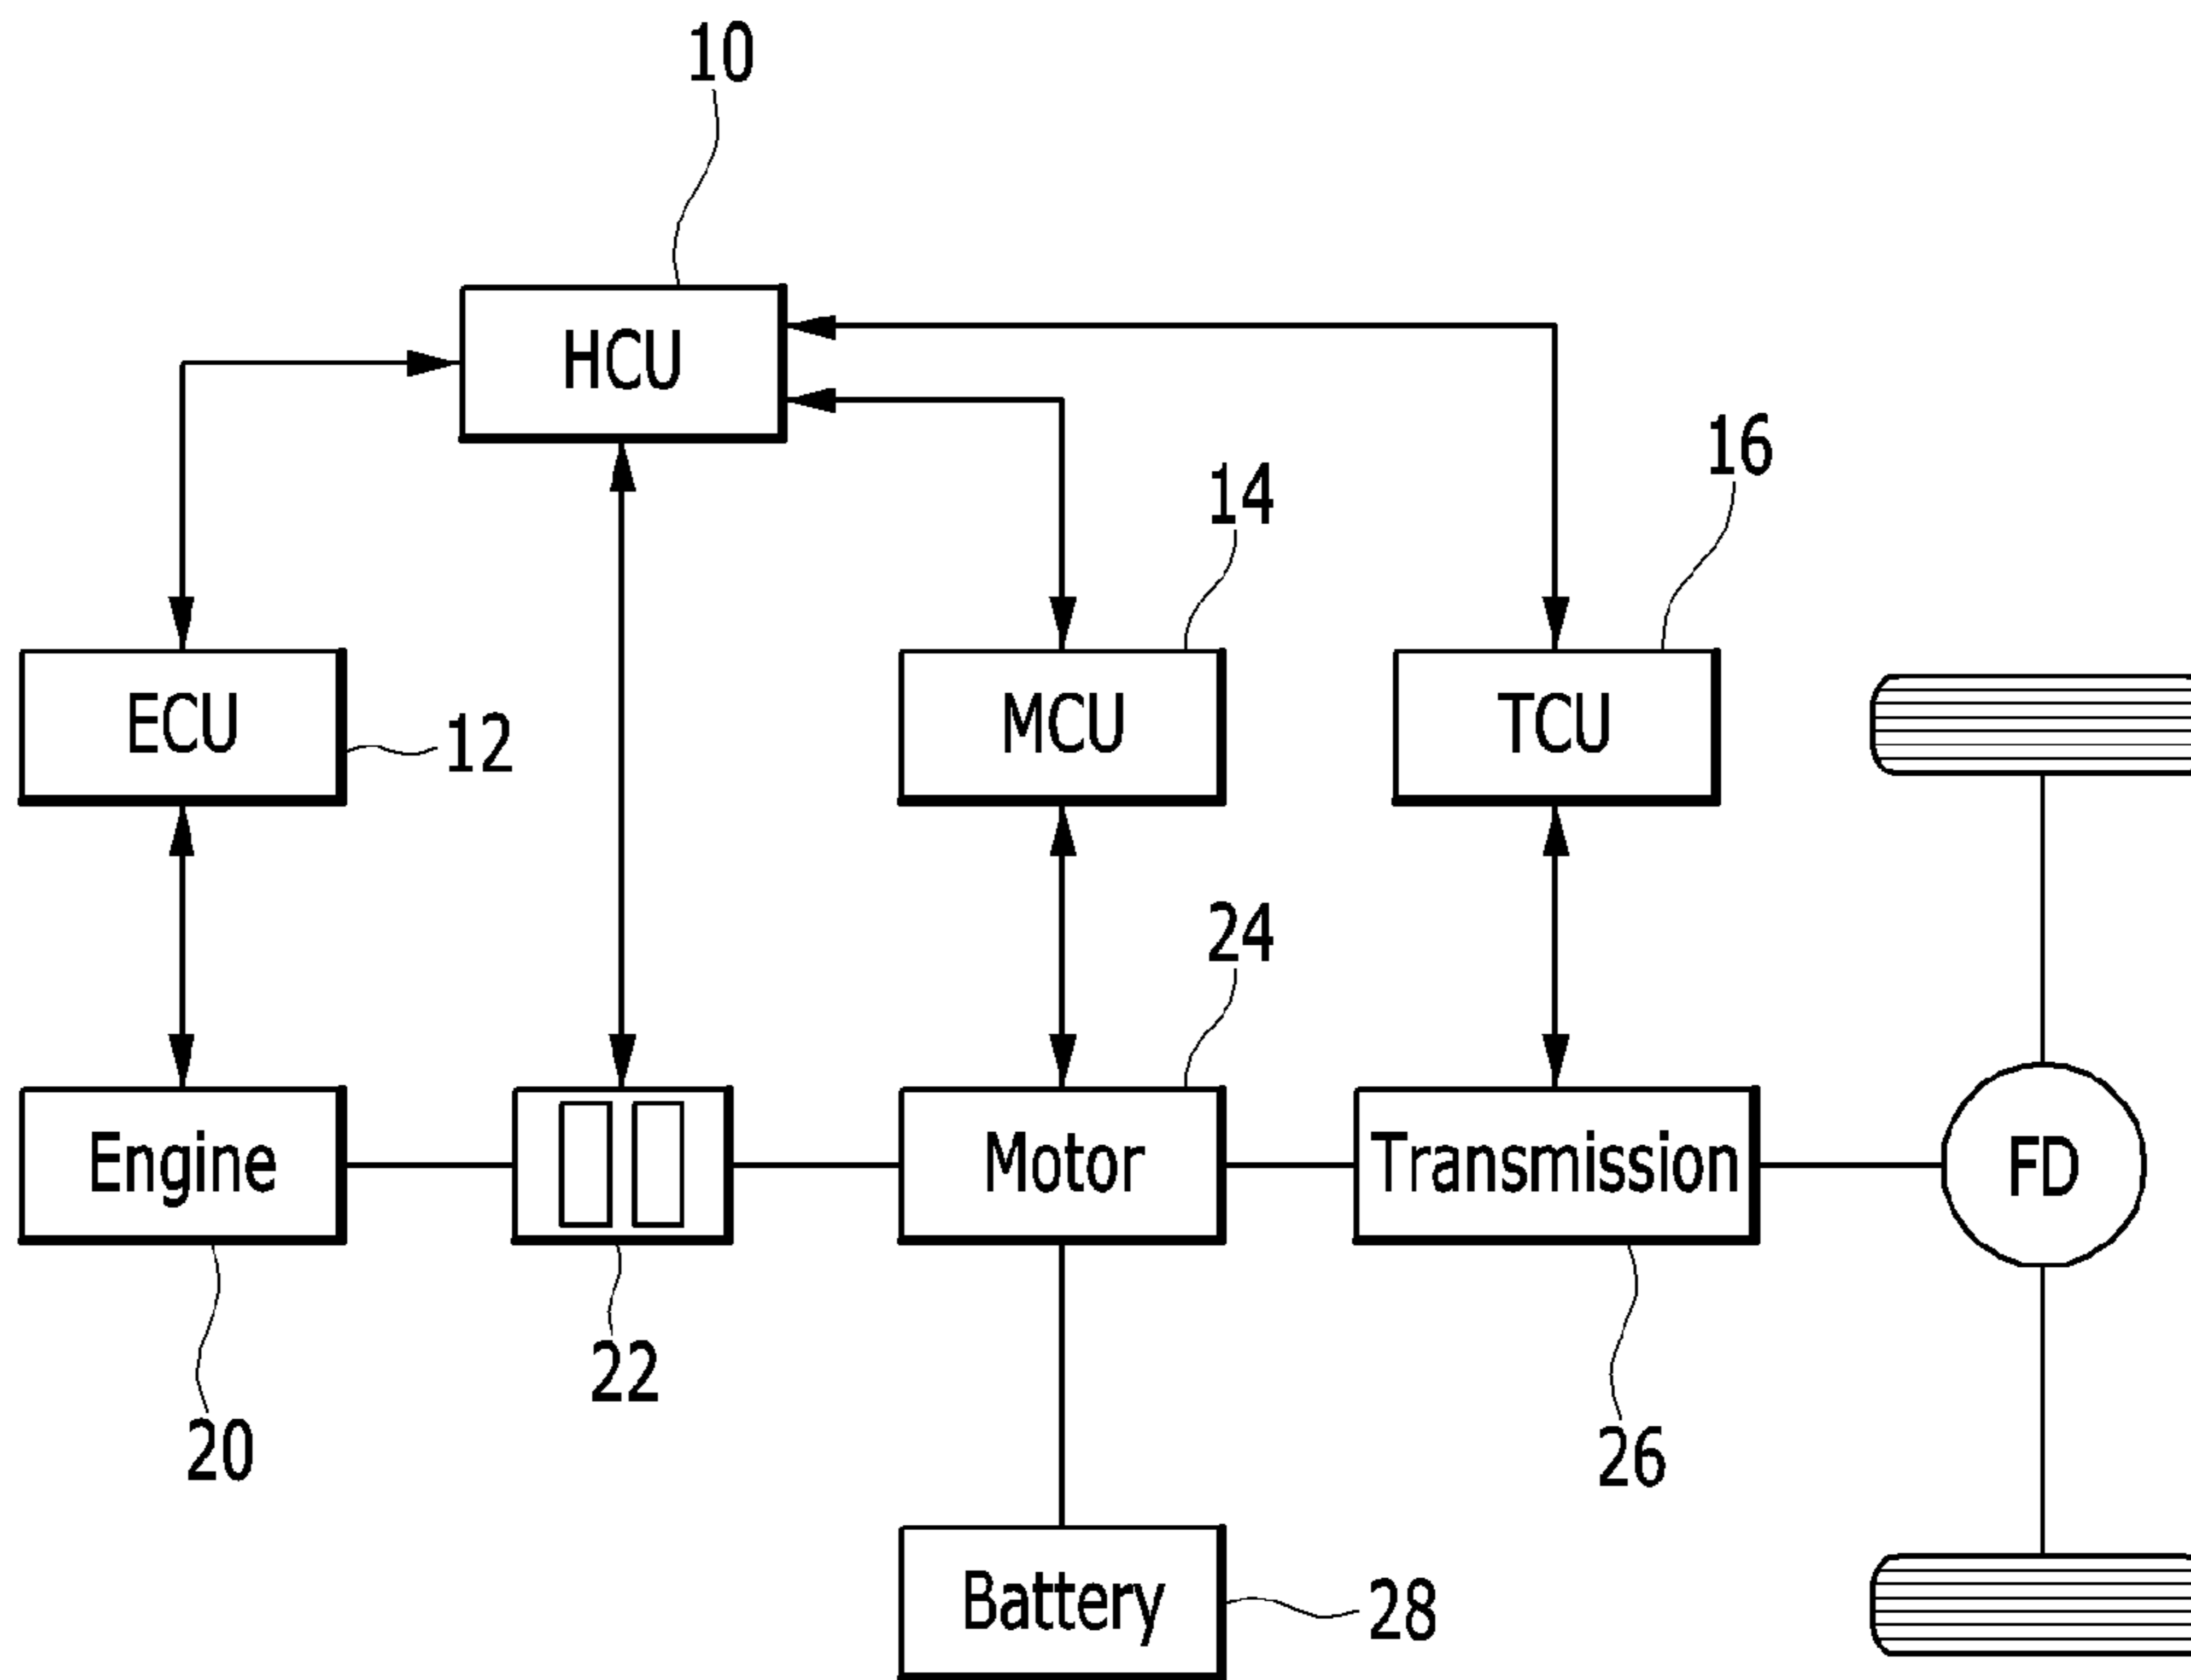 10
HCU
16
14
ECU
12
MCU
TCU
24
Engine
Motor
Transmission
FD
22
20
26
Battery
28